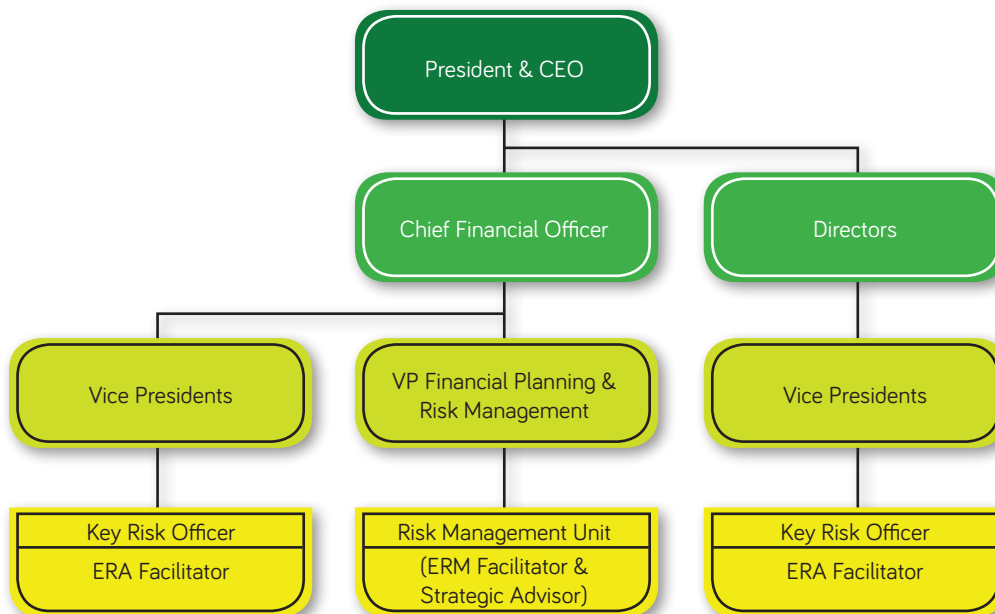 President & CEO
Chief Financial Officer
Directors
Vice Presidents
VP Financial Planning &
Risk Management
Vice Presidents
Key Risk Officer
ERA Facilitator
Risk Management Unit
(ERM Facilitator &
Strategic Advisor)
Key Risk Officer
ERA Facilitator